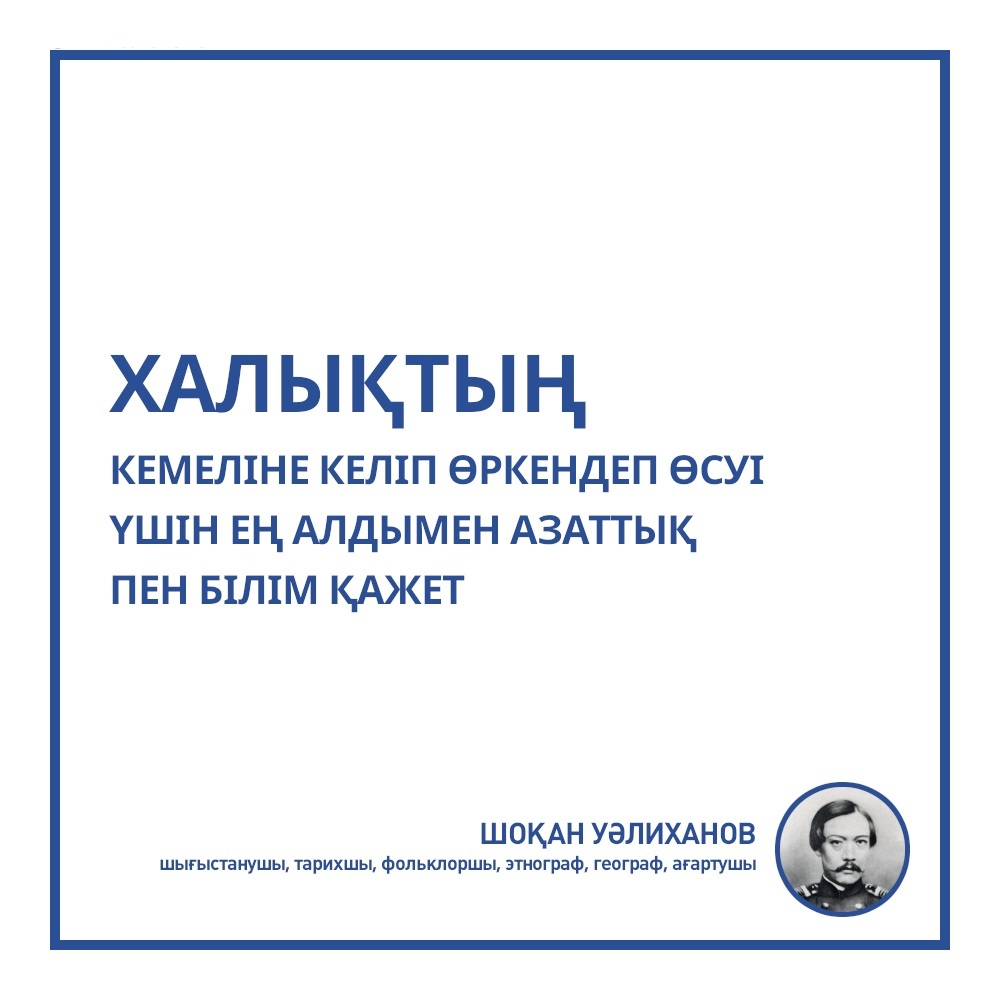 ХАЛЫҚТЫҢ
КЕМЕЛІНЕ КЕЛІП ӨРКЕНДЕП ӨСУІ
ҮШІН ЕҢ АЛДЫМЕН АЗАТТЫҚ
ПЕН БІЛІМ ҚАЖЕТ
ШОҚАН УӘЛИХАНОВ
шығыстанушы, тарихшы, фольклоршы, этнограф, географ, ағартушы